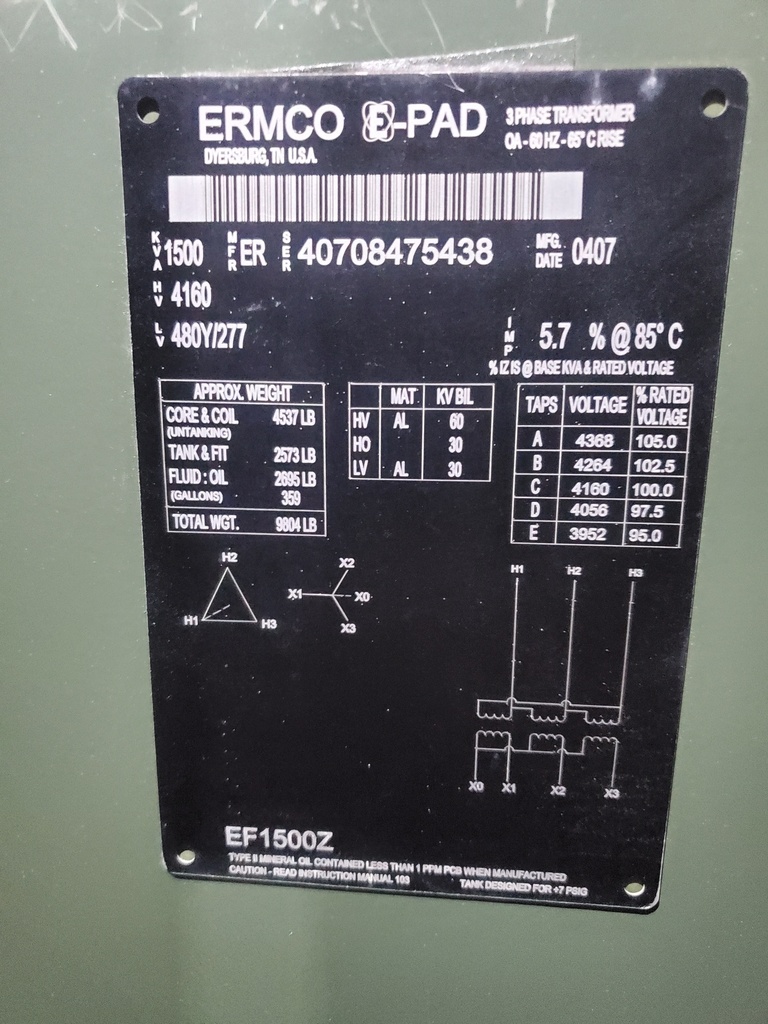 ERMCO E-PAD
3 PHASE TRANSFORMER
OA - 60 HZ - 65° C RISE
DYERSBURG, TN U.S.A.
KVA 1500 MFR ER SER 40708475438 MFG. DATE 0407
HV 4160
LV 480Y/277
IMP 5.7 % @ 85° C
% IZ IS @ BASE KVA & RATED VOLTAGE
APPROX. WEIGHT
CORE & COIL 4537 LB
(UNTANKING)
TANK & FIT 2573 LB
FLUID : OIL 2695 LB
(GALLONS) 359
TOTAL WGT. 9804 LB
MAT KV BIL
HV AL 60
HO 30
LV AL 30
TAPS VOLTAGE % RATED VOLTAGE
A 4368 105.0
B 4264 102.5
C 4160 100.0
D 4056 97.5
E 3952 95.0
H2
H1 H3
X2
X1 X0
X3
H1 H2 H3
X0 X1 X2 X3
EF1500Z
TYPE II MINERAL OIL CONTAINED LESS THAN 1 PPM PCB WHEN MANUFACTURED
CAUTION - READ INSTRUCTION MANUAL 103 TANK DESIGNED FOR +7 PSIG